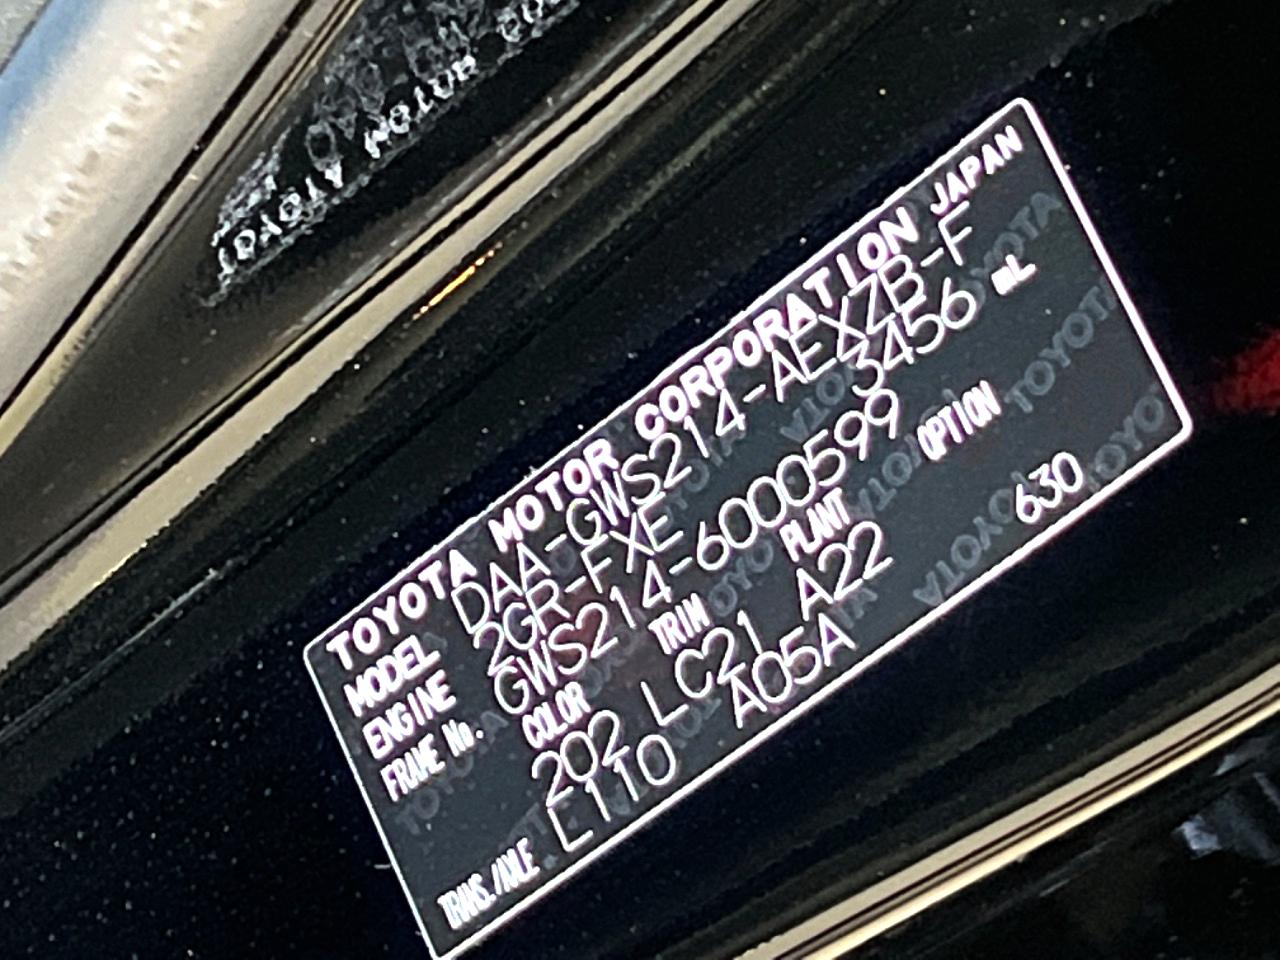 TOYOTA MOTOR CORPORATION JAPAN
MODEL DAA-GWS214-AEXZB-F
ENGINE 2GR-FXE 3456 mL
FRAME No. GWS214-6000599
COLOR TRIM PLANT OPTION
202 LC21 A22 630
TRANS./AXLE L110 A05A